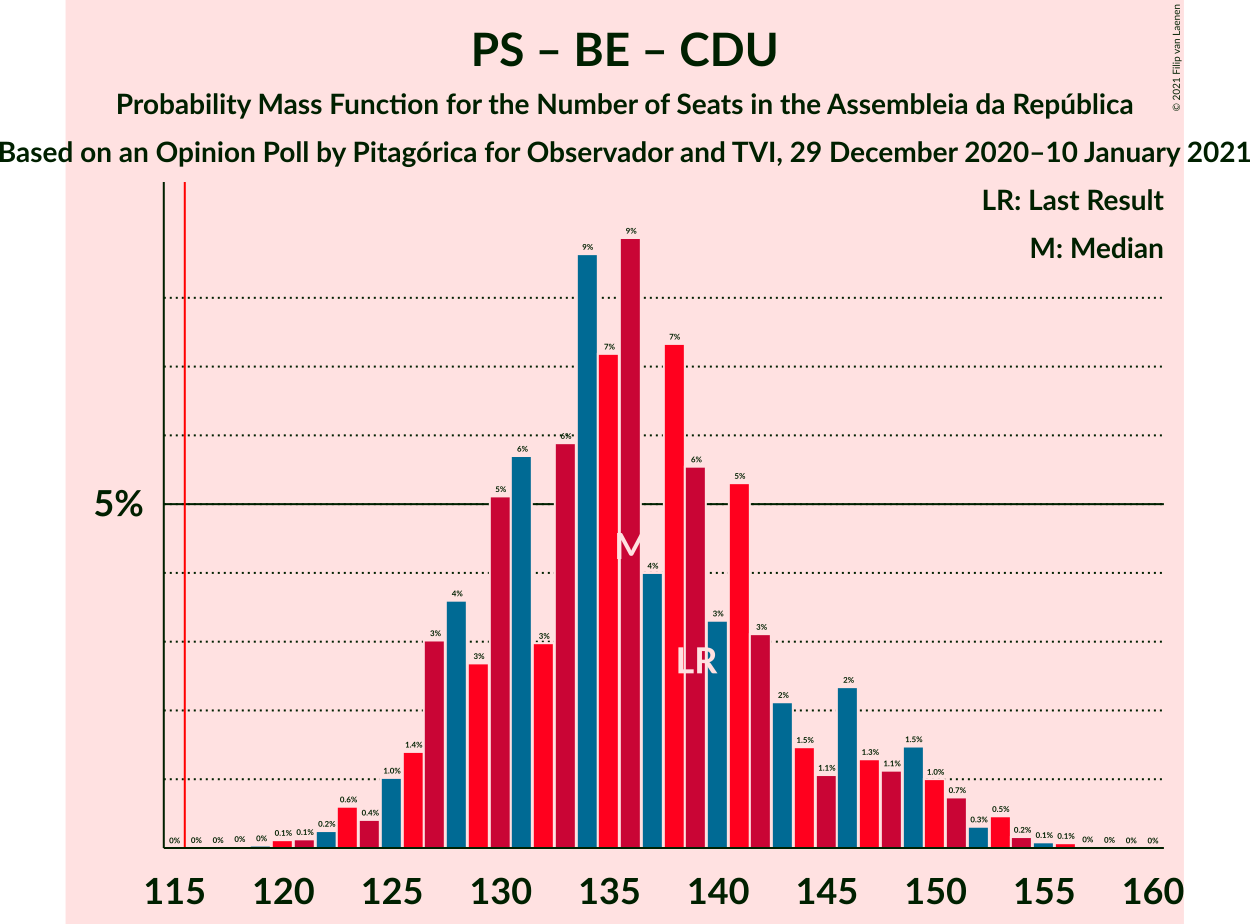 PS – BE – CDU
Probability Mass Function for the Number of Seats in the Assembleia da República
Based on an Opinion Poll by Pitagórica for Observador and TVI, 29 December 2020–10 January 2021
© 2021 Filip van Laenen
LR: Last Result
M: Median
5%
0% 0% 0% 0% 0% 0.1% 0.1% 0.2% 0.6% 0.4% 1.0% 1.4% 3% 4% 3% 5% 6% 3% 6% 9% 7% 9% 4% 7% 6% 3% 5% 3% 2% 1.5% 1.1% 2% 1.3% 1.1% 1.5% 1.0% 0.7% 0.3% 0.5% 0.2% 0.1% 0.1% 0% 0% 0% 0%
M
LR
115 120 125 130 135 140 145 150 155 160